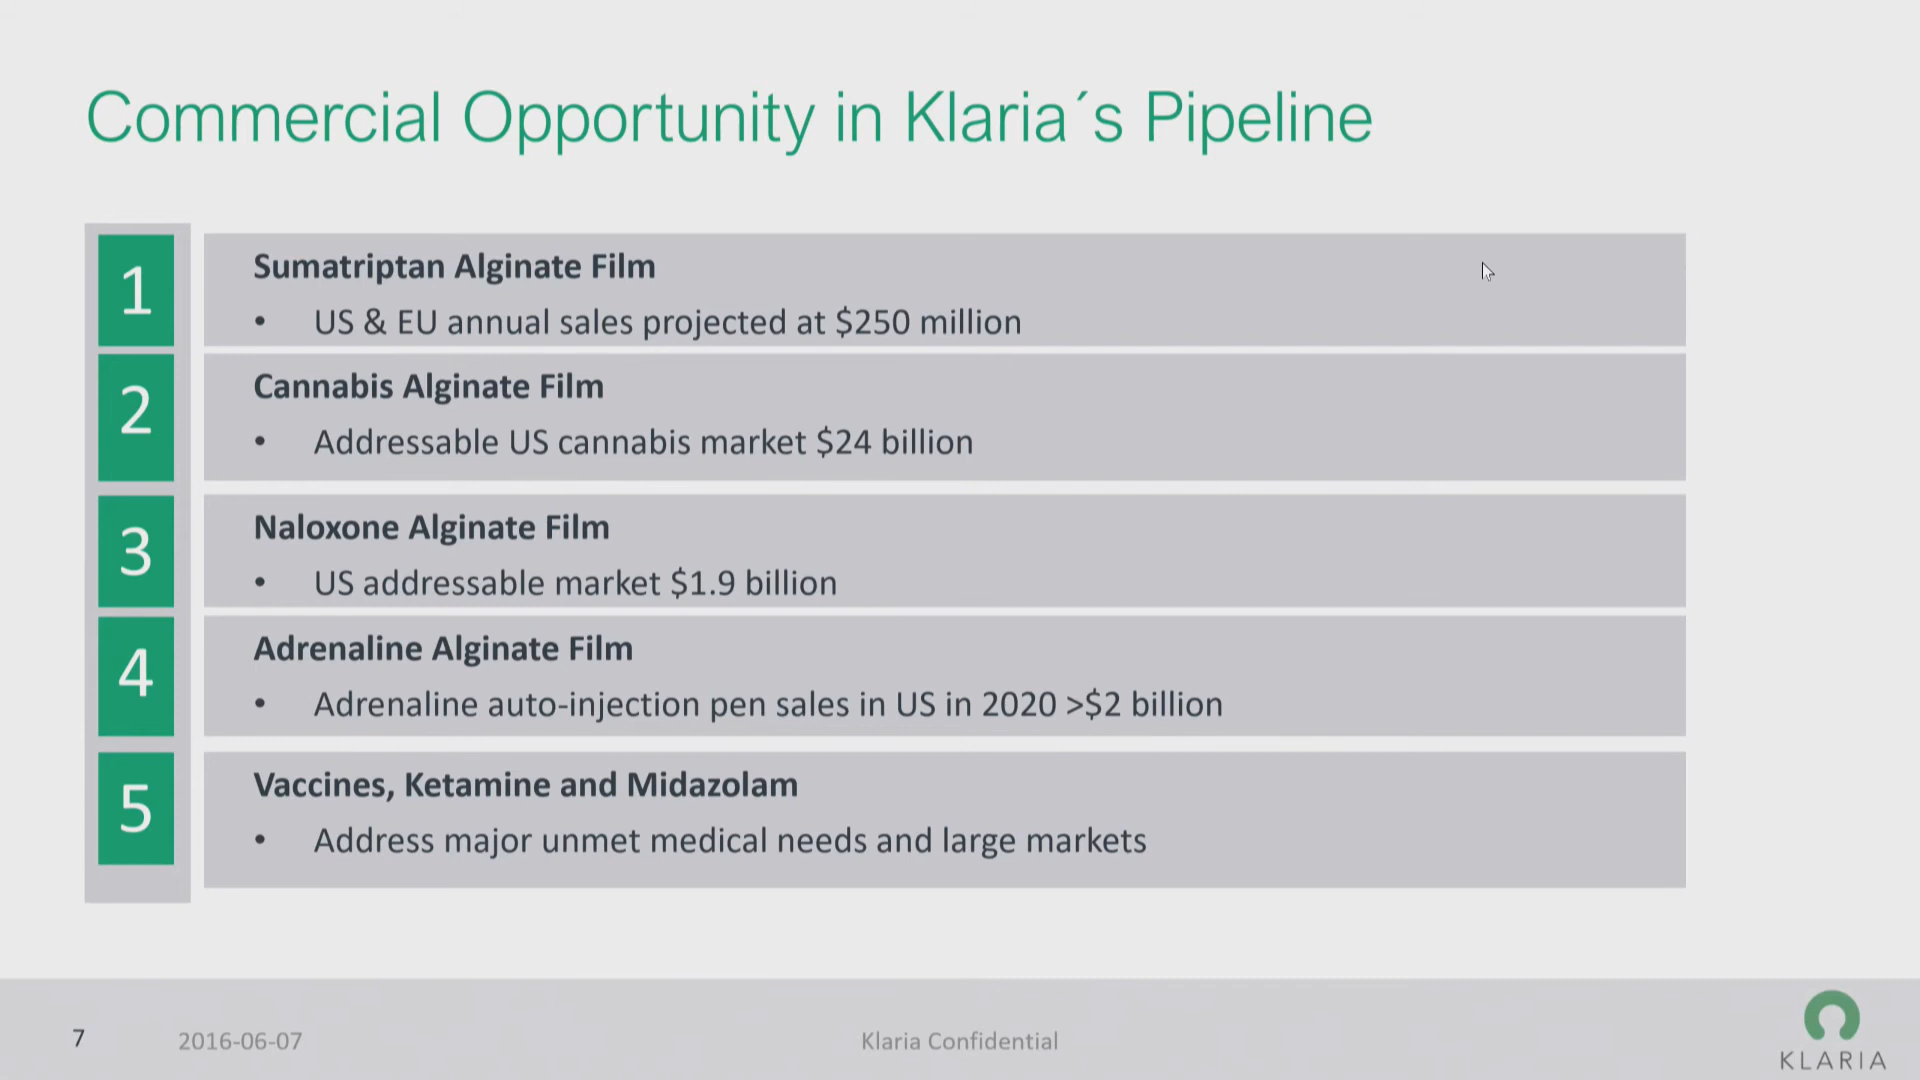 Commercial Opportunity in Klaria´s Pipeline
1
Sumatriptan Alginate Film
• US & EU annual sales projected at $250 million
2
Cannabis Alginate Film
• Addressable US cannabis market $24 billion
3
Naloxone Alginate Film
• US addressable market $1.9 billion
4
Adrenaline Alginate Film
• Adrenaline auto-injection pen sales in US in 2020 >$2 billion
5
Vaccines, Ketamine and Midazolam
• Address major unmet medical needs and large markets
7
2016-06-07
Klaria Confidential
KLARIA